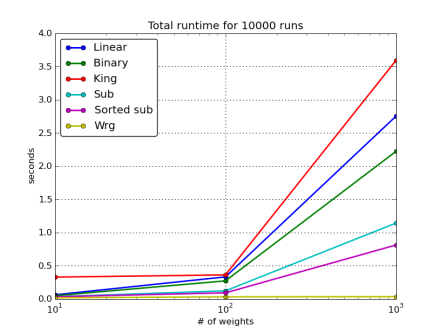 Total runtime for 10000 runs
4.0
3.5
3.0
2.5
2.0
1.5
1.0
0.5
0.0
seconds
Linear
Binary
King
Sub
Sorted sub
Wrg
10¹ 10² 10³
# of weights